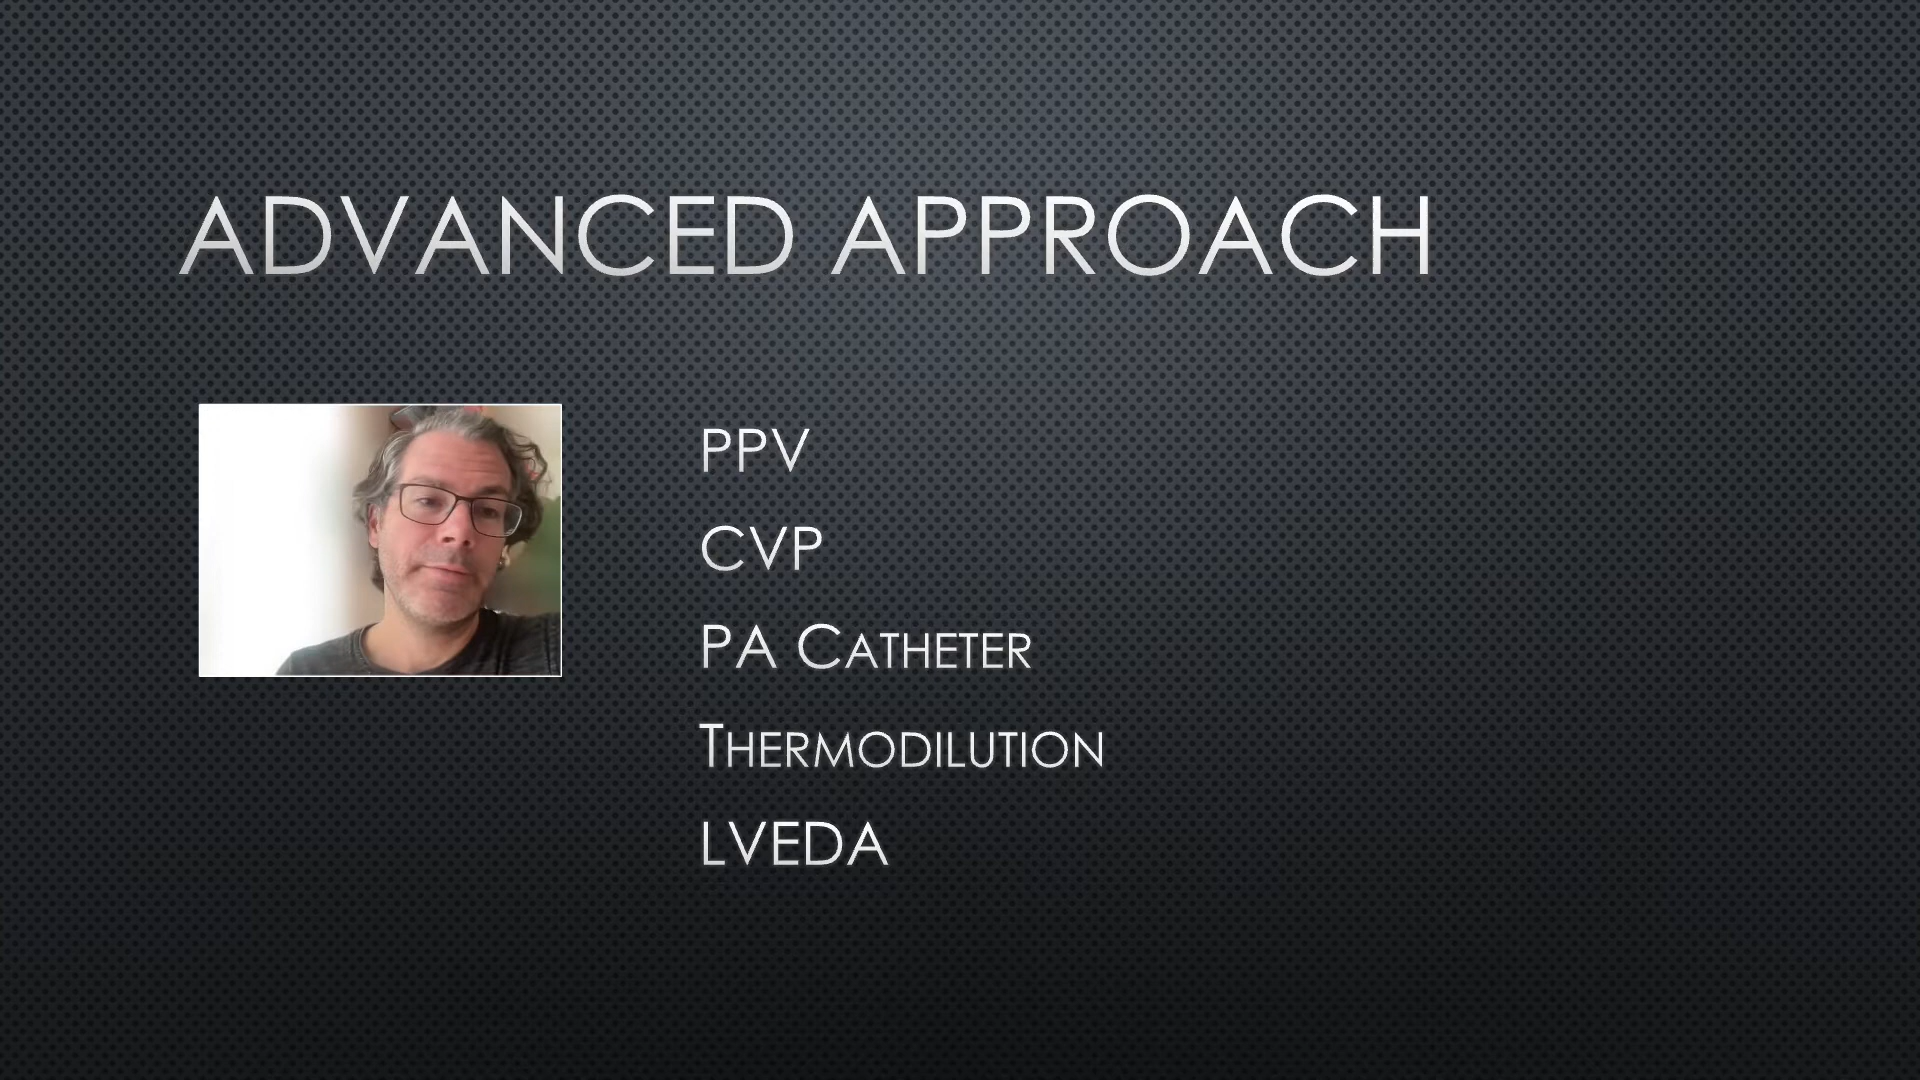 ADVANCED APPROACH
PPV
CVP
PA CATHETER
THERMODILUTION
LVEDA